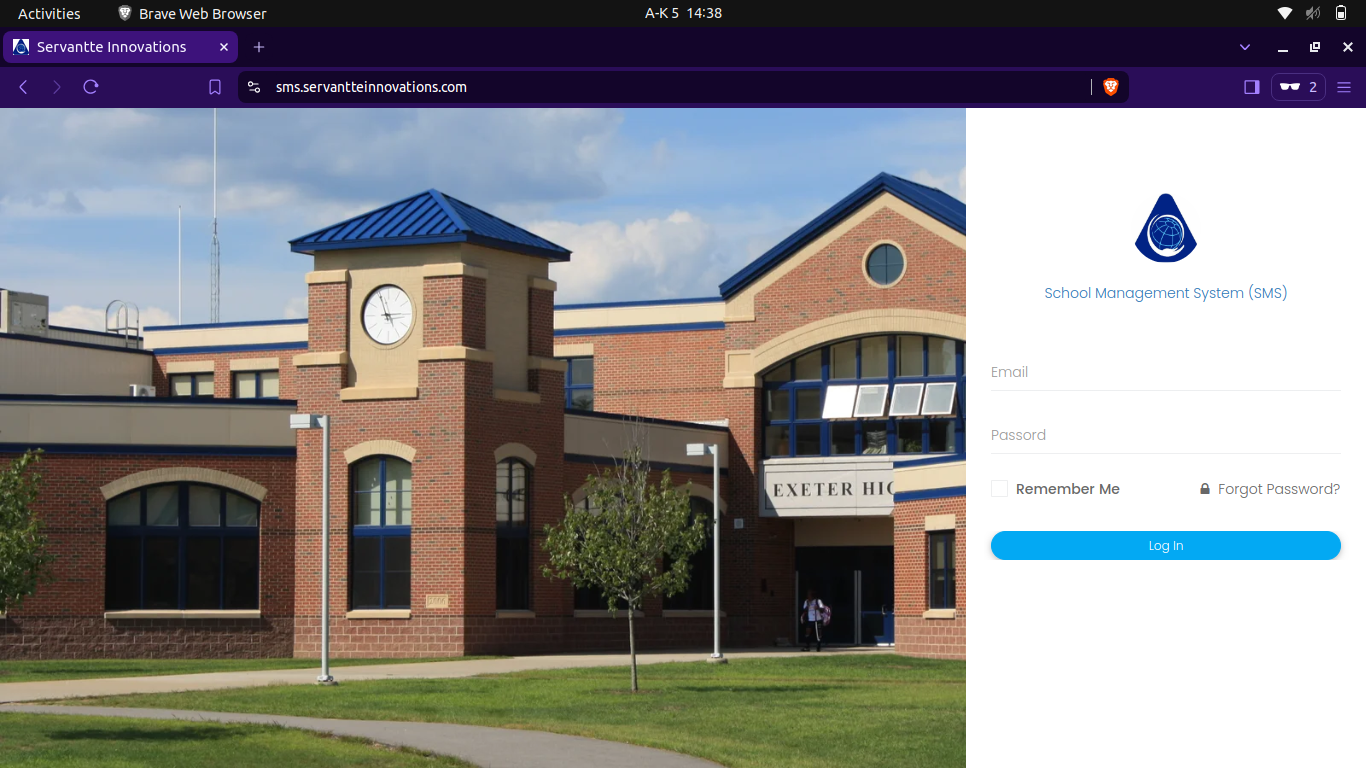 Activities
Brave Web Browser
A-K 5 14:38
Servantte Innovations
sms.servantteinnovations.com
2
School Management System (SMS)
Email
Passord
Remember Me
Forgot Password?
Log In
EXETER HIG